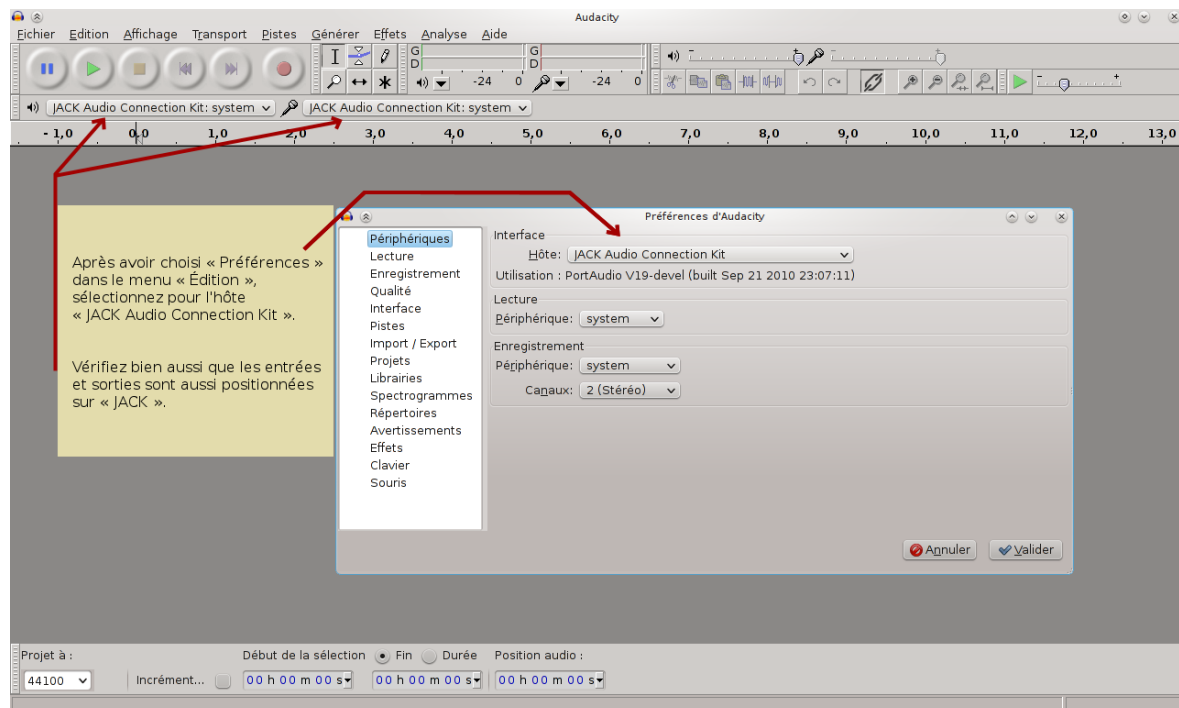 Audacity
Fichier Edition Affichage Transport Pistes Générer Effets Analyse Aide
G
D
-24 0
G
D
-24 0
JACK Audio Connection Kit: system
JACK Audio Connection Kit: system
- 1,0 0,0 1,0 2,0 3,0 4,0 5,0 6,0 7,0 8,0 9,0 10,0 11,0 12,0 13,0
Après avoir choisi « Préférences »
dans le menu « Édition »,
sélectionnez pour l'hôte
« JACK Audio Connection Kit ».
Vérifiez bien aussi que les entrées
et sorties sont aussi positionnées
sur « JACK ».
Préférences d'Audacity
Périphériques
Lecture
Enregistrement
Qualité
Interface
Pistes
Import / Export
Projets
Librairies
Spectrogrammes
Répertoires
Avertissements
Effets
Clavier
Souris
Interface
Hôte: JACK Audio Connection Kit
Utilisation : PortAudio V19-devel (built Sep 21 2010 23:07:11)
Lecture
Périphérique: system
Enregistrement
Périphérique: system
Canaux: 2 (Stéréo)
Annuler Valider
Projet à : Début de la sélection Fin Durée Position audio :
44100 Incrément... 00 h 00 m 00 s 00 h 00 m 00 s 00 h 00 m 00 s